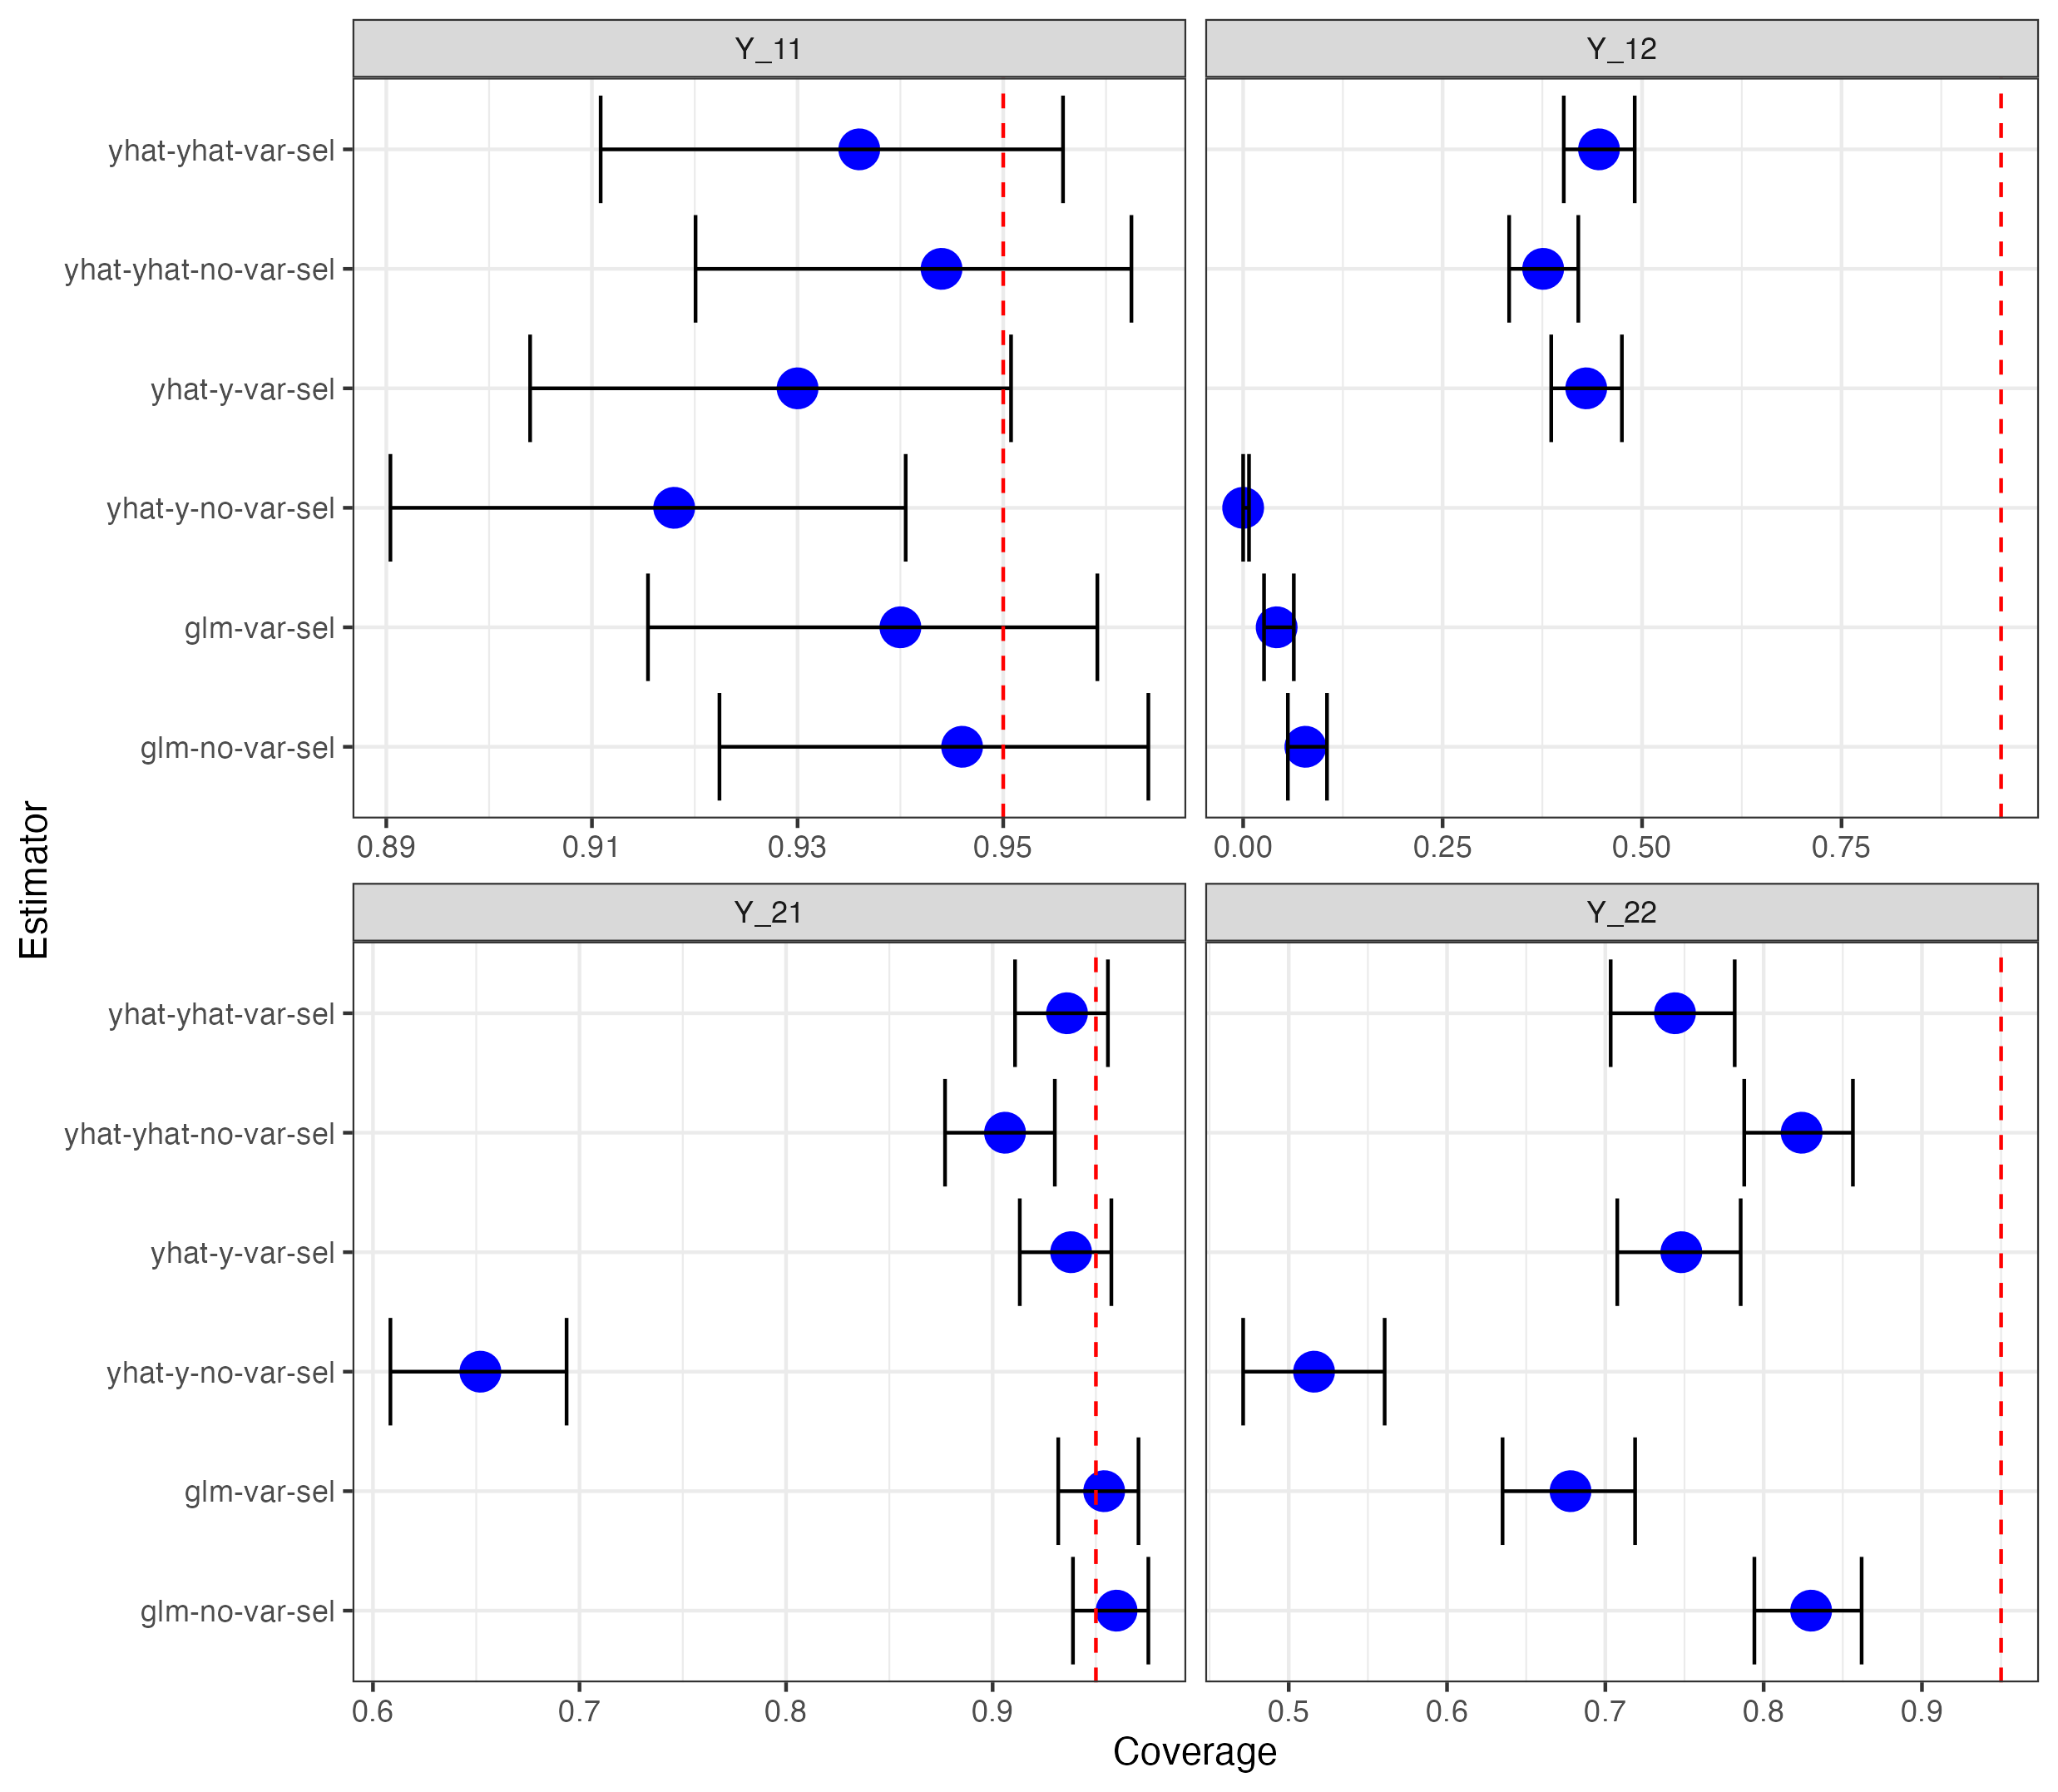 Y_11
Y_12
yhat-yhat-var-sel
yhat-yhat-no-var-sel
yhat-y-var-sel
yhat-y-no-var-sel
glm-var-sel
glm-no-var-sel
0.89 0.91 0.93 0.95
0.00 0.25 0.50 0.75
Estimator
Y_21
Y_22
yhat-yhat-var-sel
yhat-yhat-no-var-sel
yhat-y-var-sel
yhat-y-no-var-sel
glm-var-sel
glm-no-var-sel
0.6 0.7 0.8 0.9
0.5 0.6 0.7 0.8 0.9
Coverage